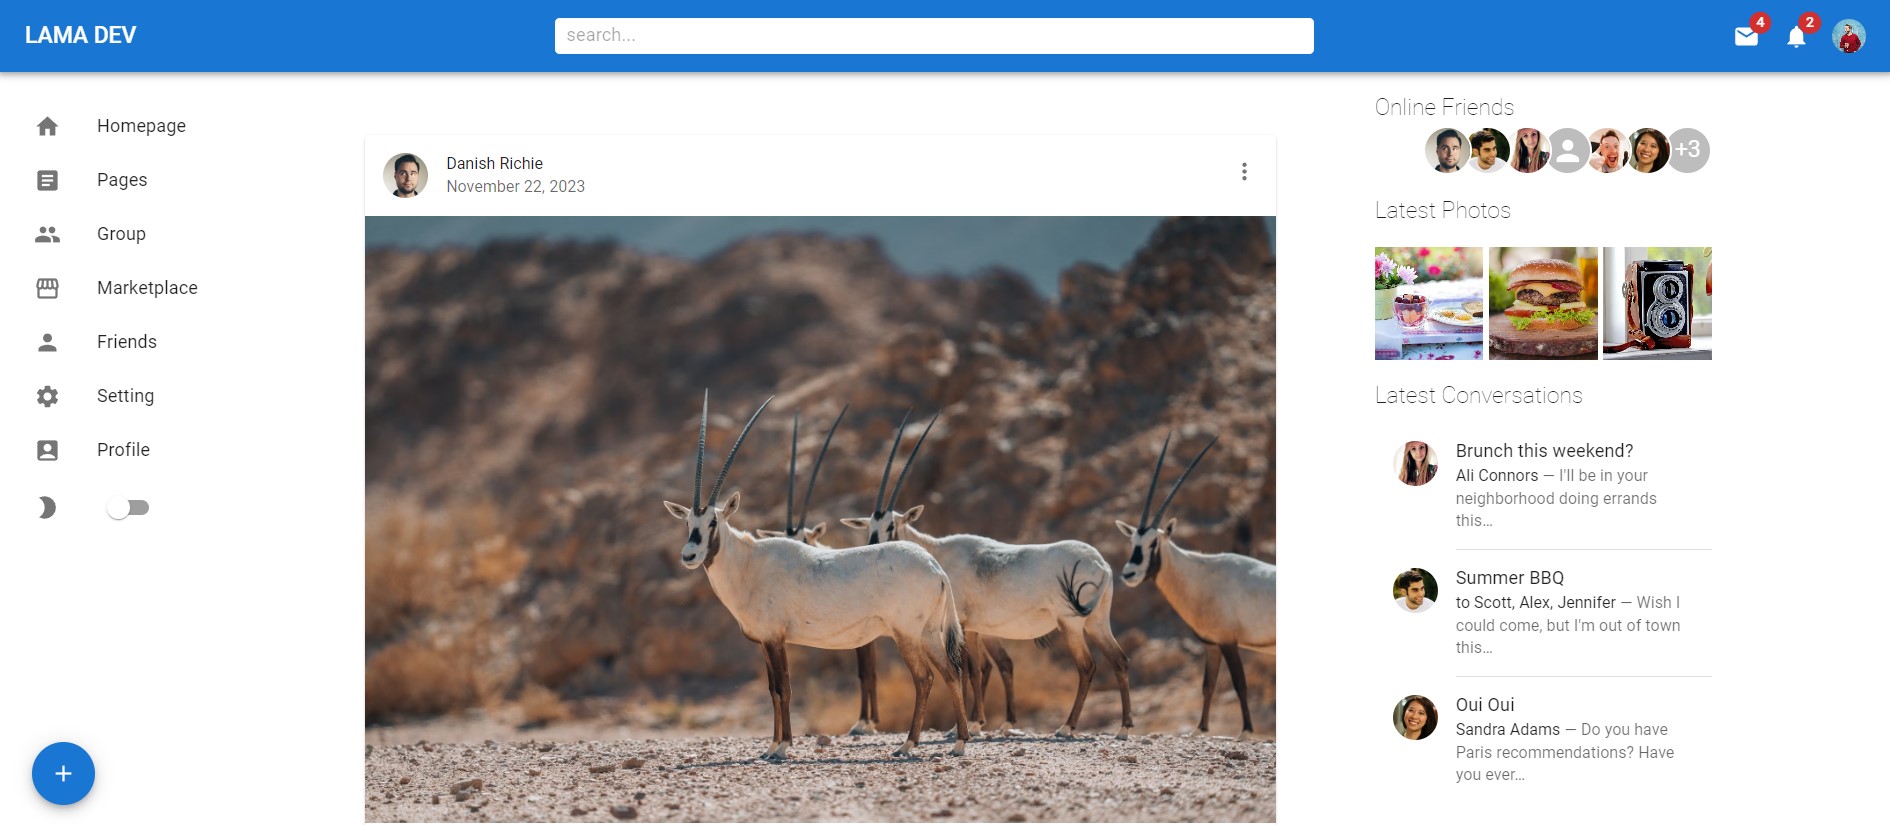 LAMA DEV
search...
4
2
Homepage
Pages
Group
Marketplace
Friends
Setting
Profile
Danish Richie
November 22, 2023
Online Friends
+3
Latest Photos
Latest Conversations
Brunch this weekend?
Ali Connors — I'll be in your
neighborhood doing errands
this…
Summer BBQ
to Scott, Alex, Jennifer — Wish I
could come, but I'm out of town
this…
Oui Oui
Sandra Adams — Do you have
Paris recommendations? Have
you ever…